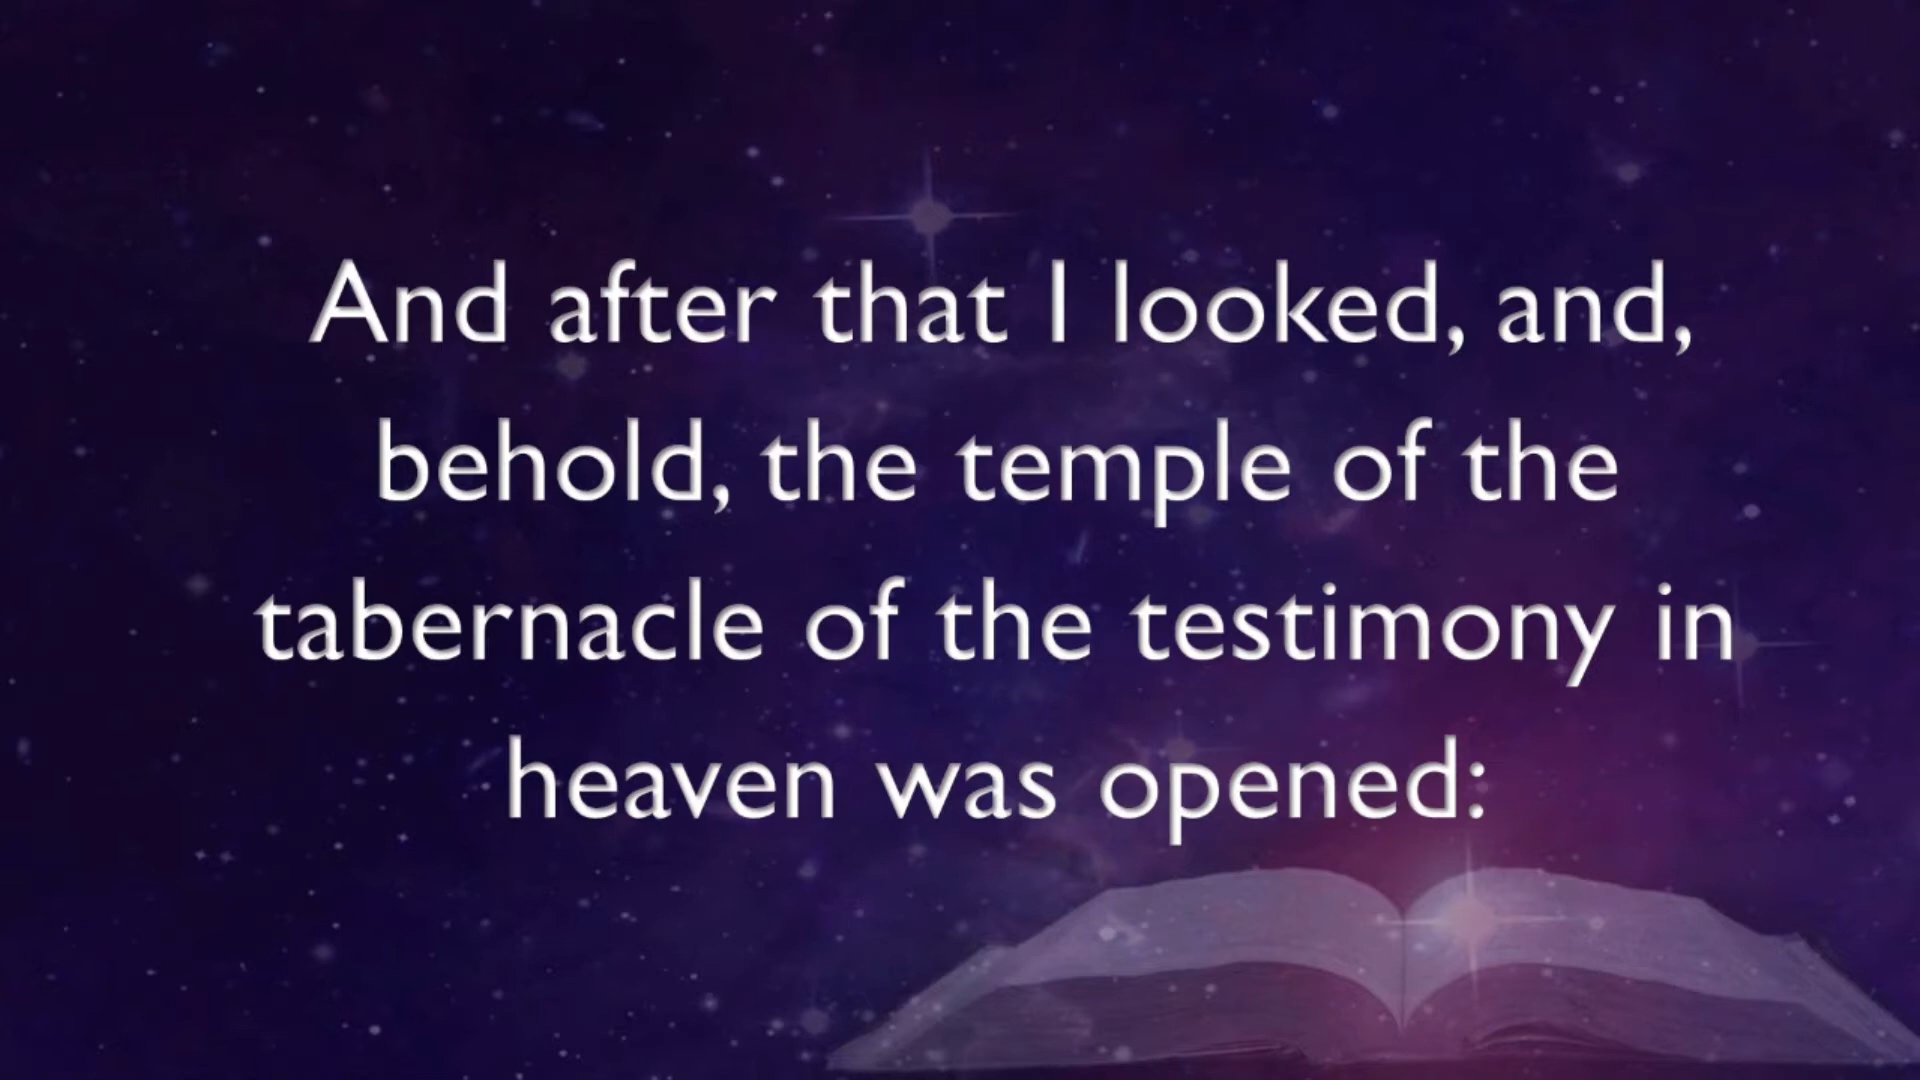 And after that I looked, and,
behold, the temple of the
tabernacle of the testimony in
heaven was opened: